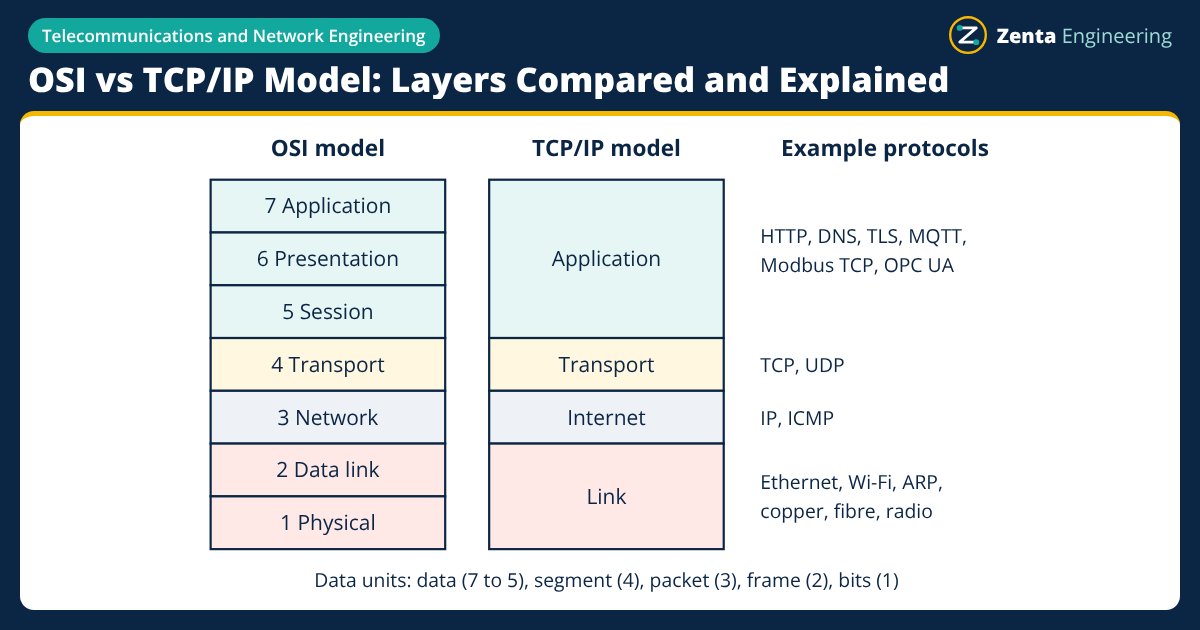 Telecommunications and Network Engineering
Zenta Engineering
OSI vs TCP/IP Model: Layers Compared and Explained
OSI model
TCP/IP model
Example protocols
7 Application
6 Presentation
5 Session
4 Transport
3 Network
2 Data link
1 Physical
Application
Transport
Internet
Link
HTTP, DNS, TLS, MQTT,
Modbus TCP, OPC UA
TCP, UDP
IP, ICMP
Ethernet, Wi-Fi, ARP,
copper, fibre, radio
Data units: data (7 to 5), segment (4), packet (3), frame (2), bits (1)